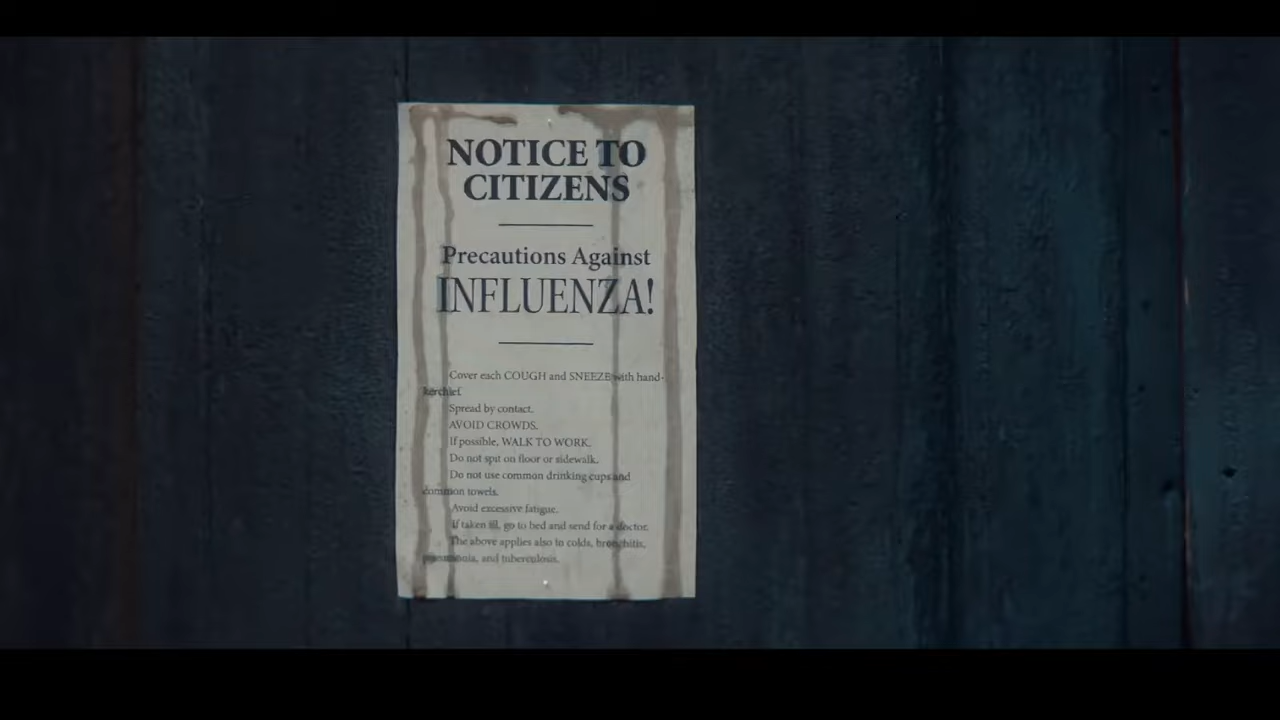 NOTICE TO
CITIZENS
Precautions Against
INFLUENZA!
Cover each COUGH and SNEEZE with hand-
kerchief.
Spread by contact.
AVOID CROWDS.
If possible, WALK TO WORK.
Do not spit on floor or sidewalk.
Do not use common drinking cups and
common towels.
Avoid excessive fatigue.
If taken ill, go to bed and send for a doctor.
The above applies also to colds, bronchitis,
pneumonia, and tuberculosis.